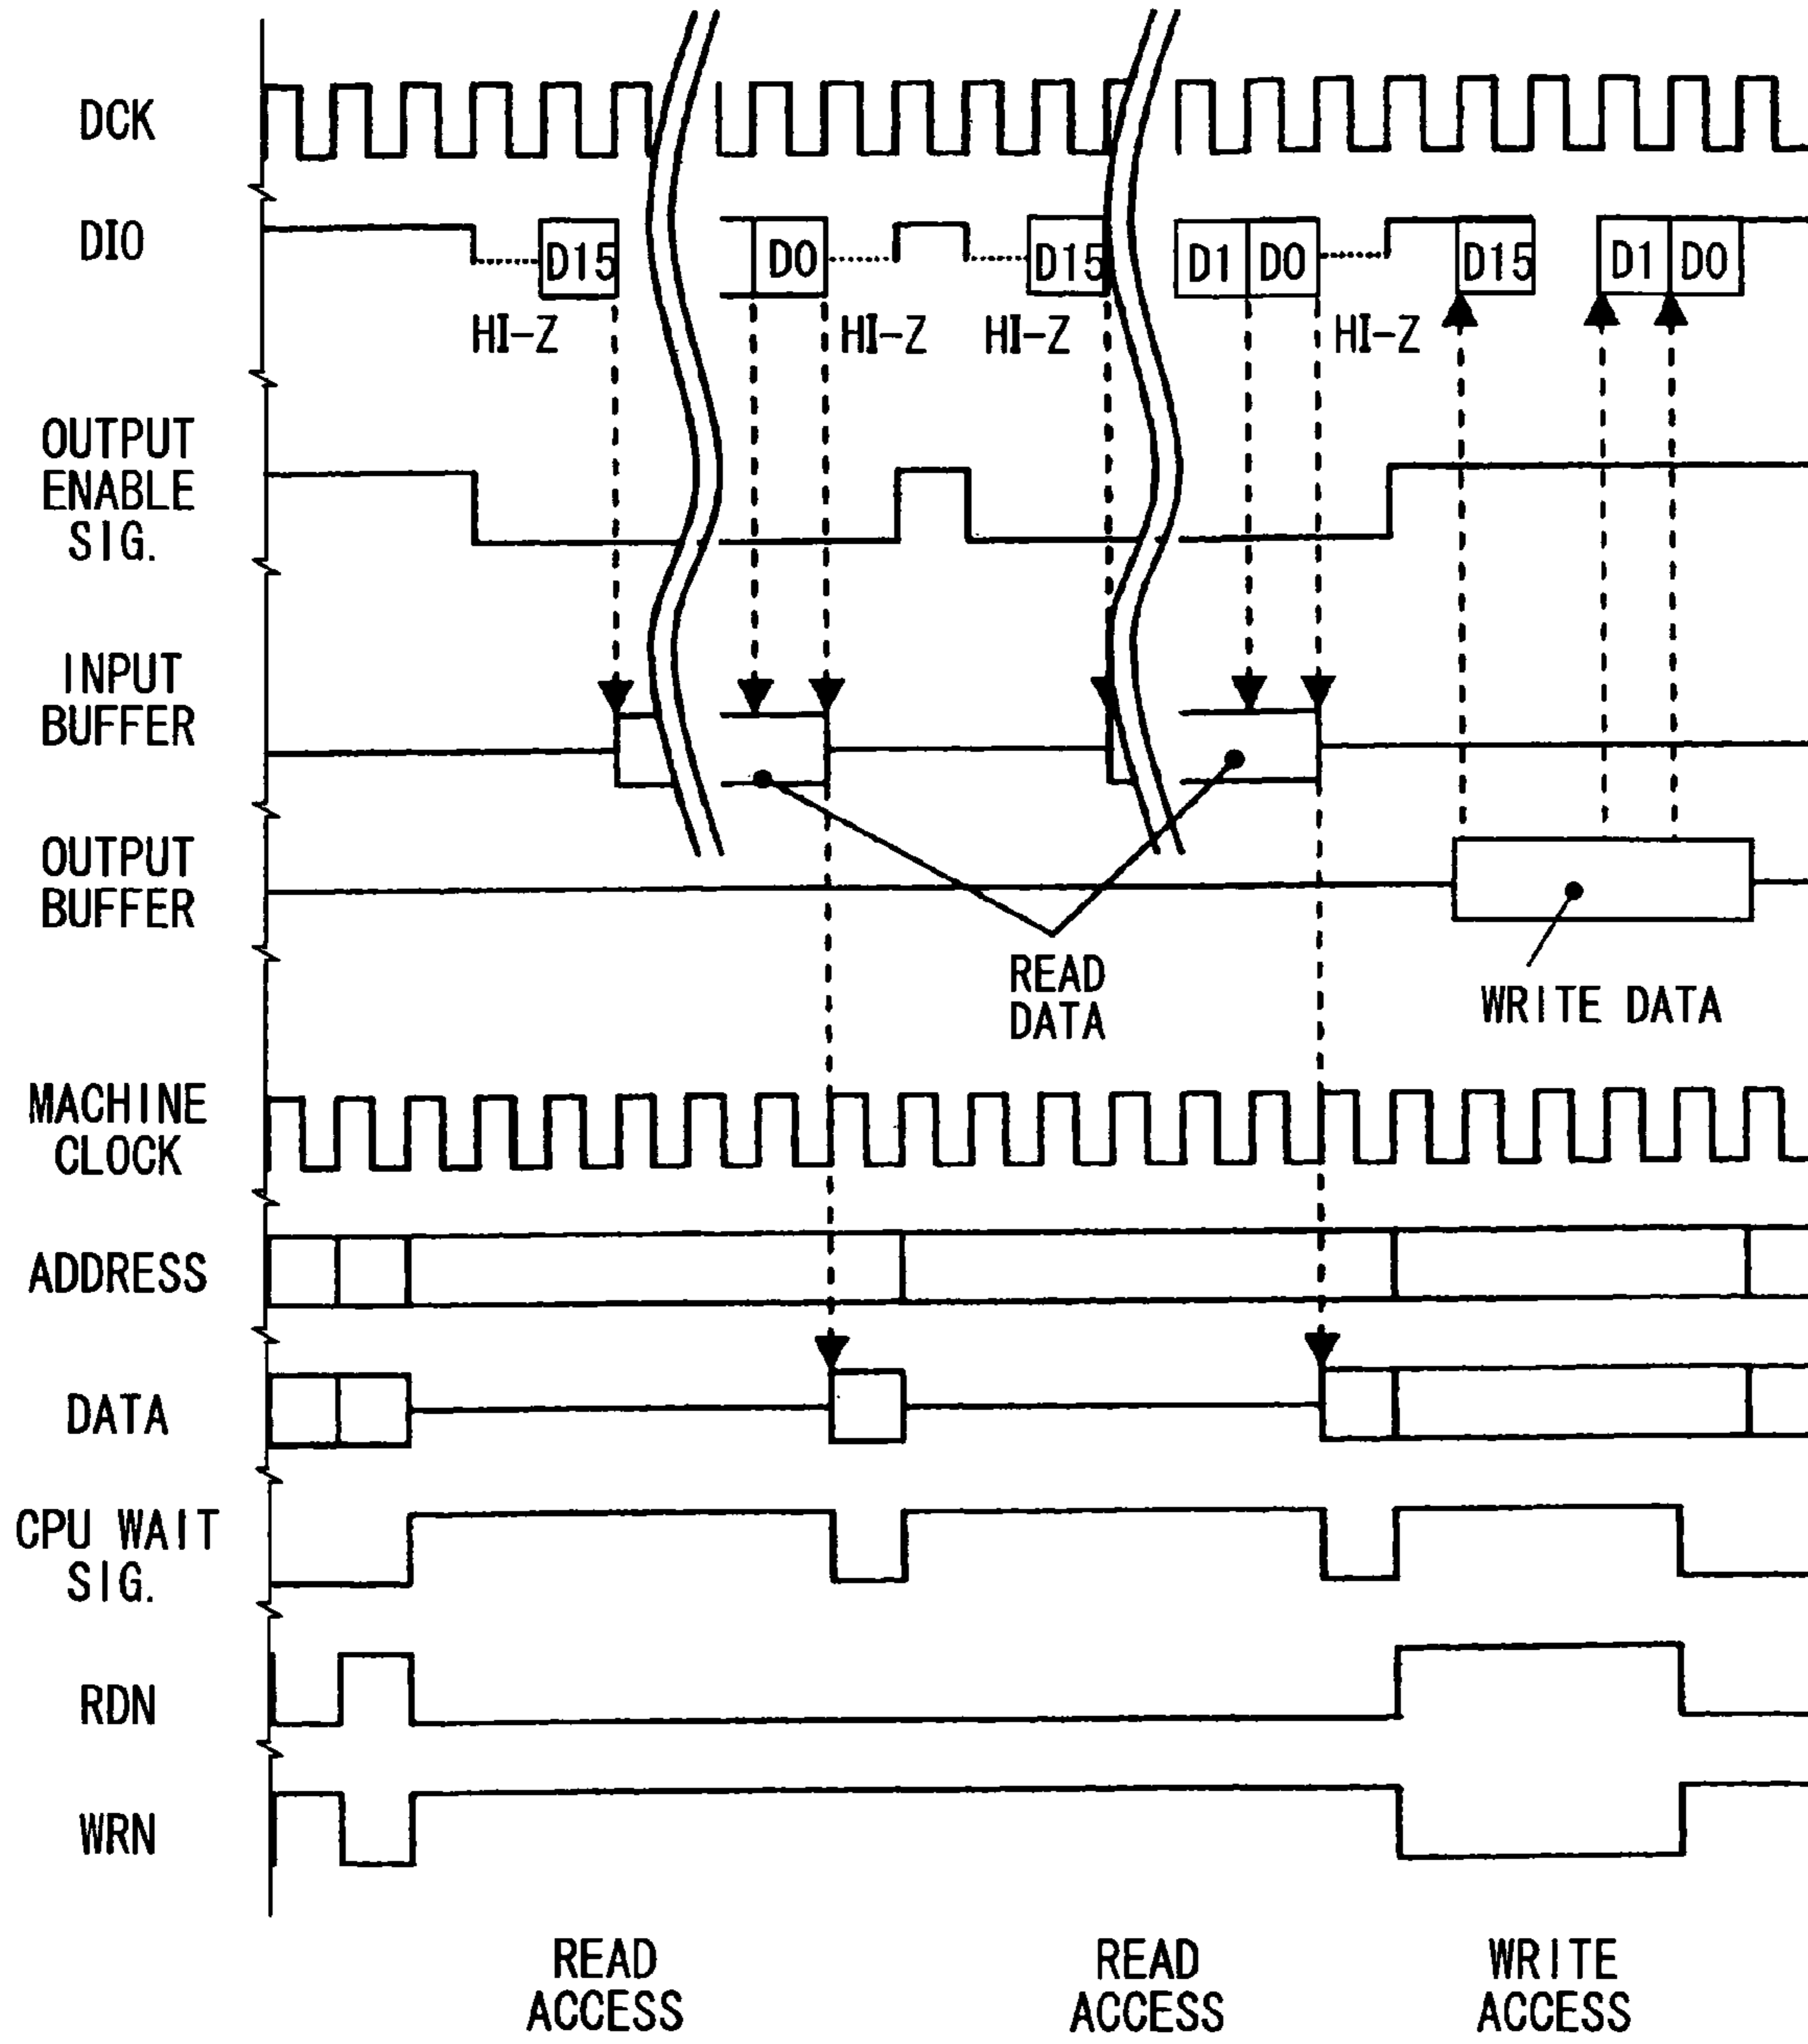 DCK
DIO
D15
D0
D15
D1
D0
D15
D1
D0
HI-Z
HI-Z
HI-Z
HI-Z
OUTPUT
ENABLE
SIG.
INPUT
BUFFER
OUTPUT
BUFFER
READ
DATA
WRITE DATA
MACHINE
CLOCK
ADDRESS
DATA
CPU WAIT
SIG.
RDN
WRN
READ
ACCESS
READ
ACCESS
WRITE
ACCESS